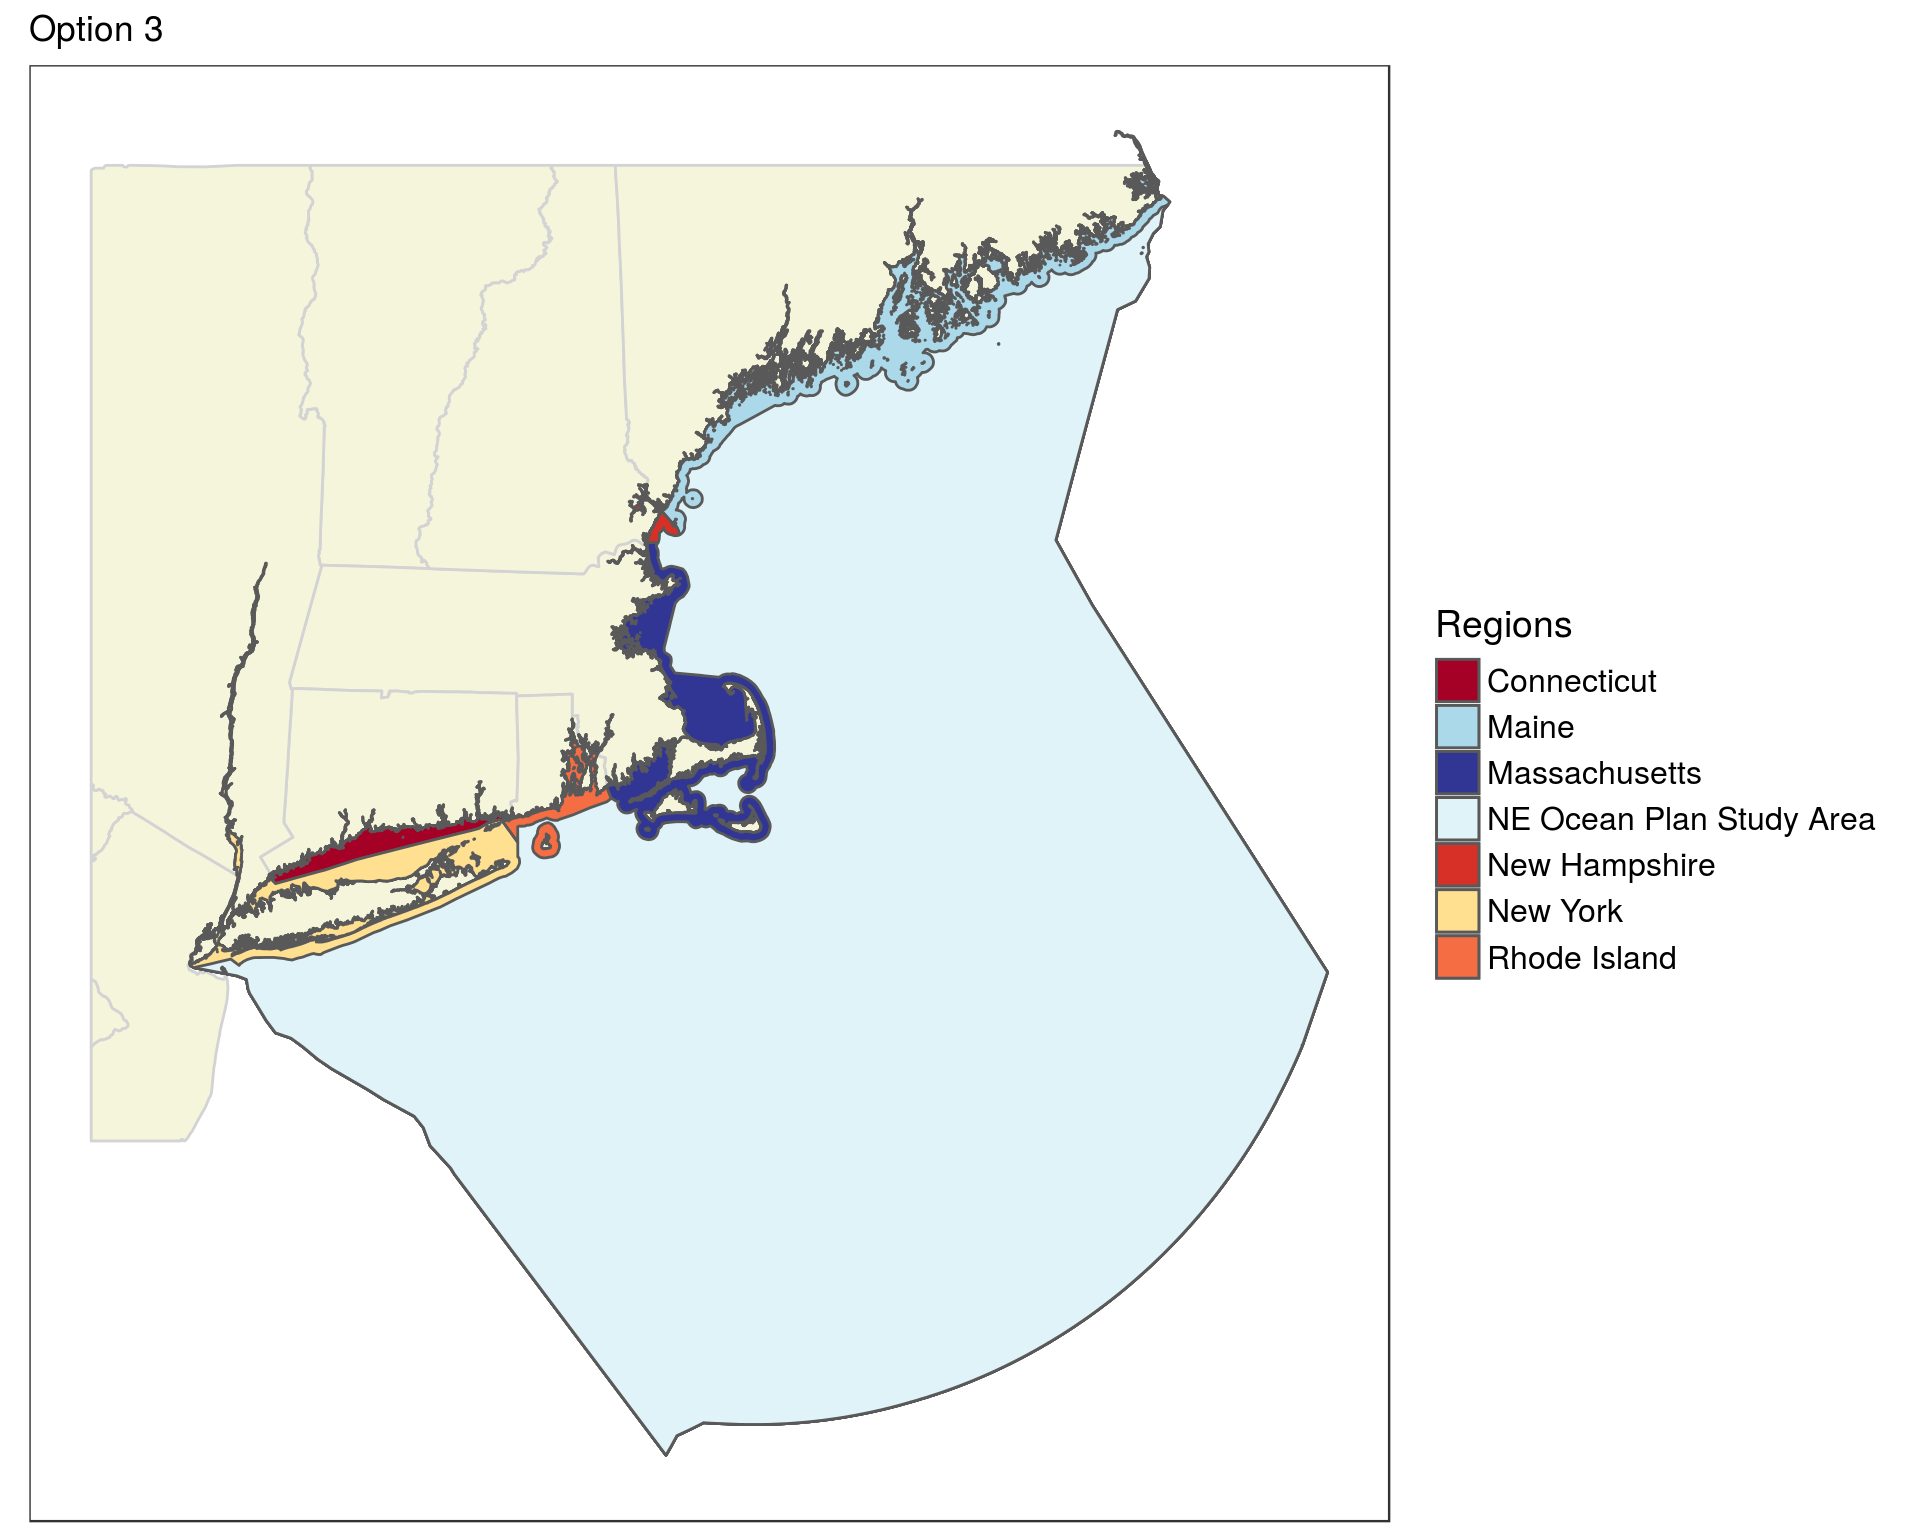 Option 3
Regions
Connecticut
Maine
Massachusetts
NE Ocean Plan Study Area
New Hampshire
New York
Rhode Island